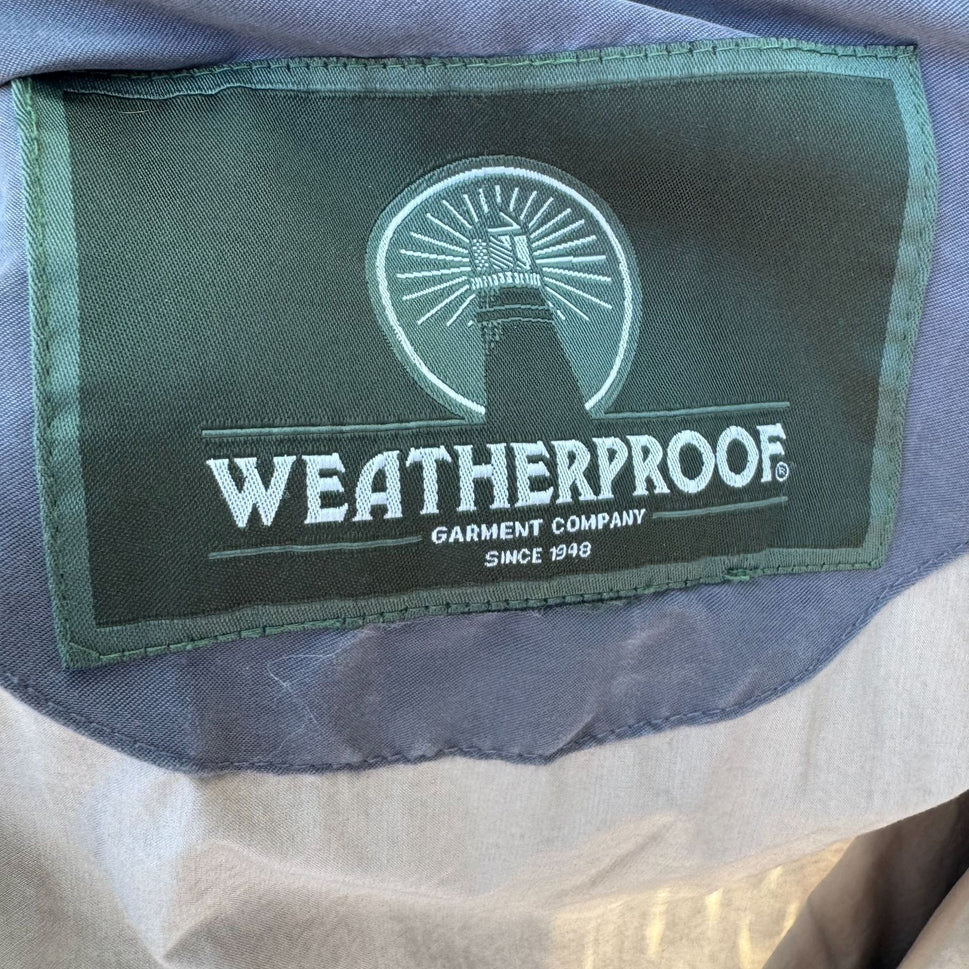 WEATHERPROOF®
GARMENT COMPANY
SINCE 1948